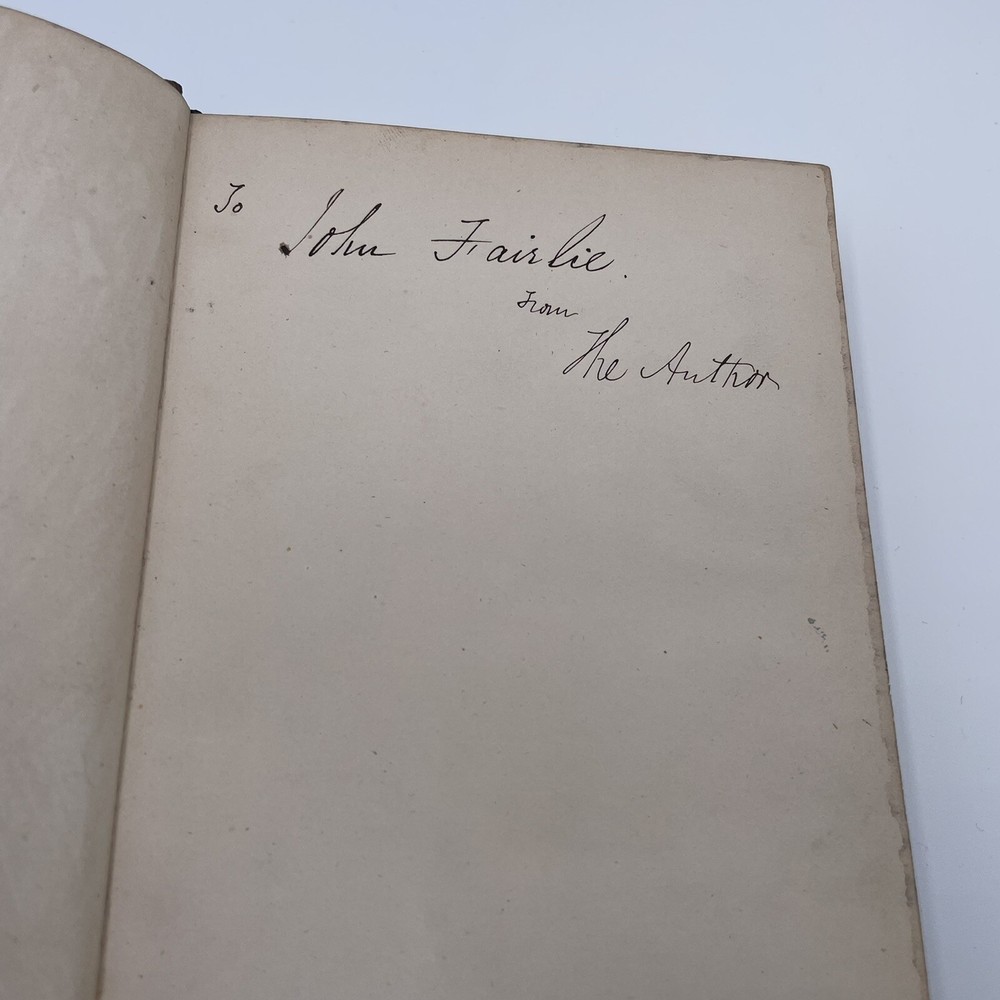 To John Fairlie.
From
The Author